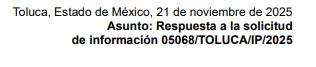 Toluca, Estado de México, 21 de noviembre de 2025
Asunto: Respuesta a la solicitud
de información 05068/TOLUCA/IP/2025